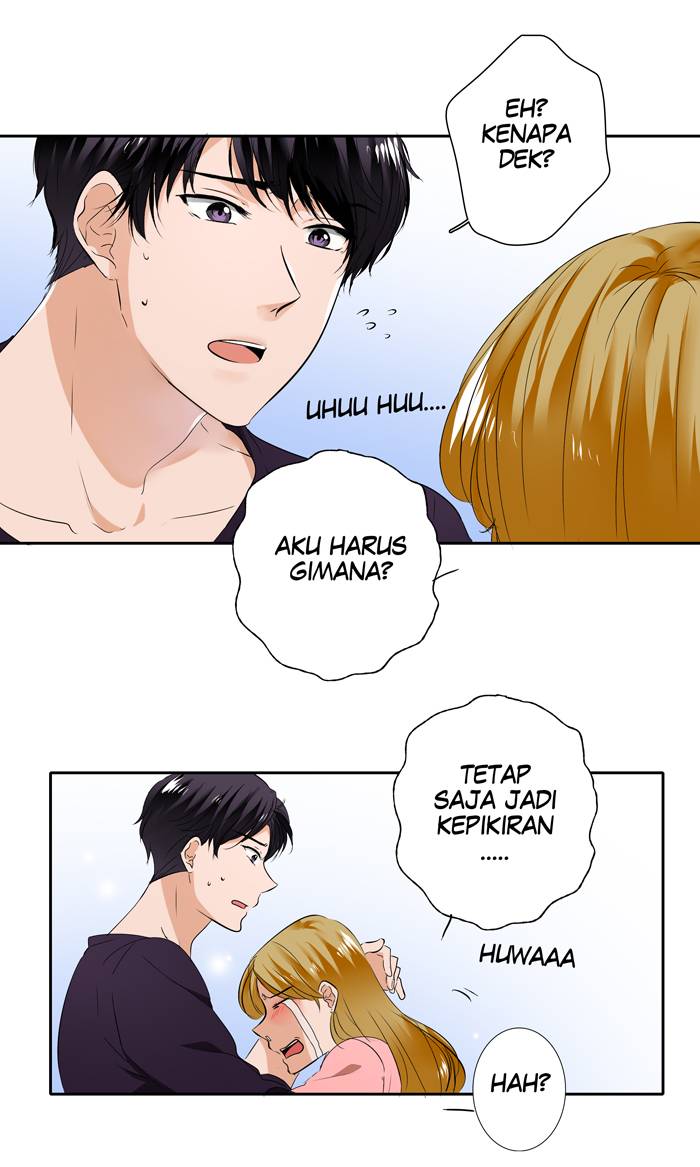 EH?
KENAPA
DEK?
UHUU HUU....
AKU HARUS
GIMANA?
TETAP
SAJA JADI
KEPIKIRAN
.....
HUWAAA
HAH?